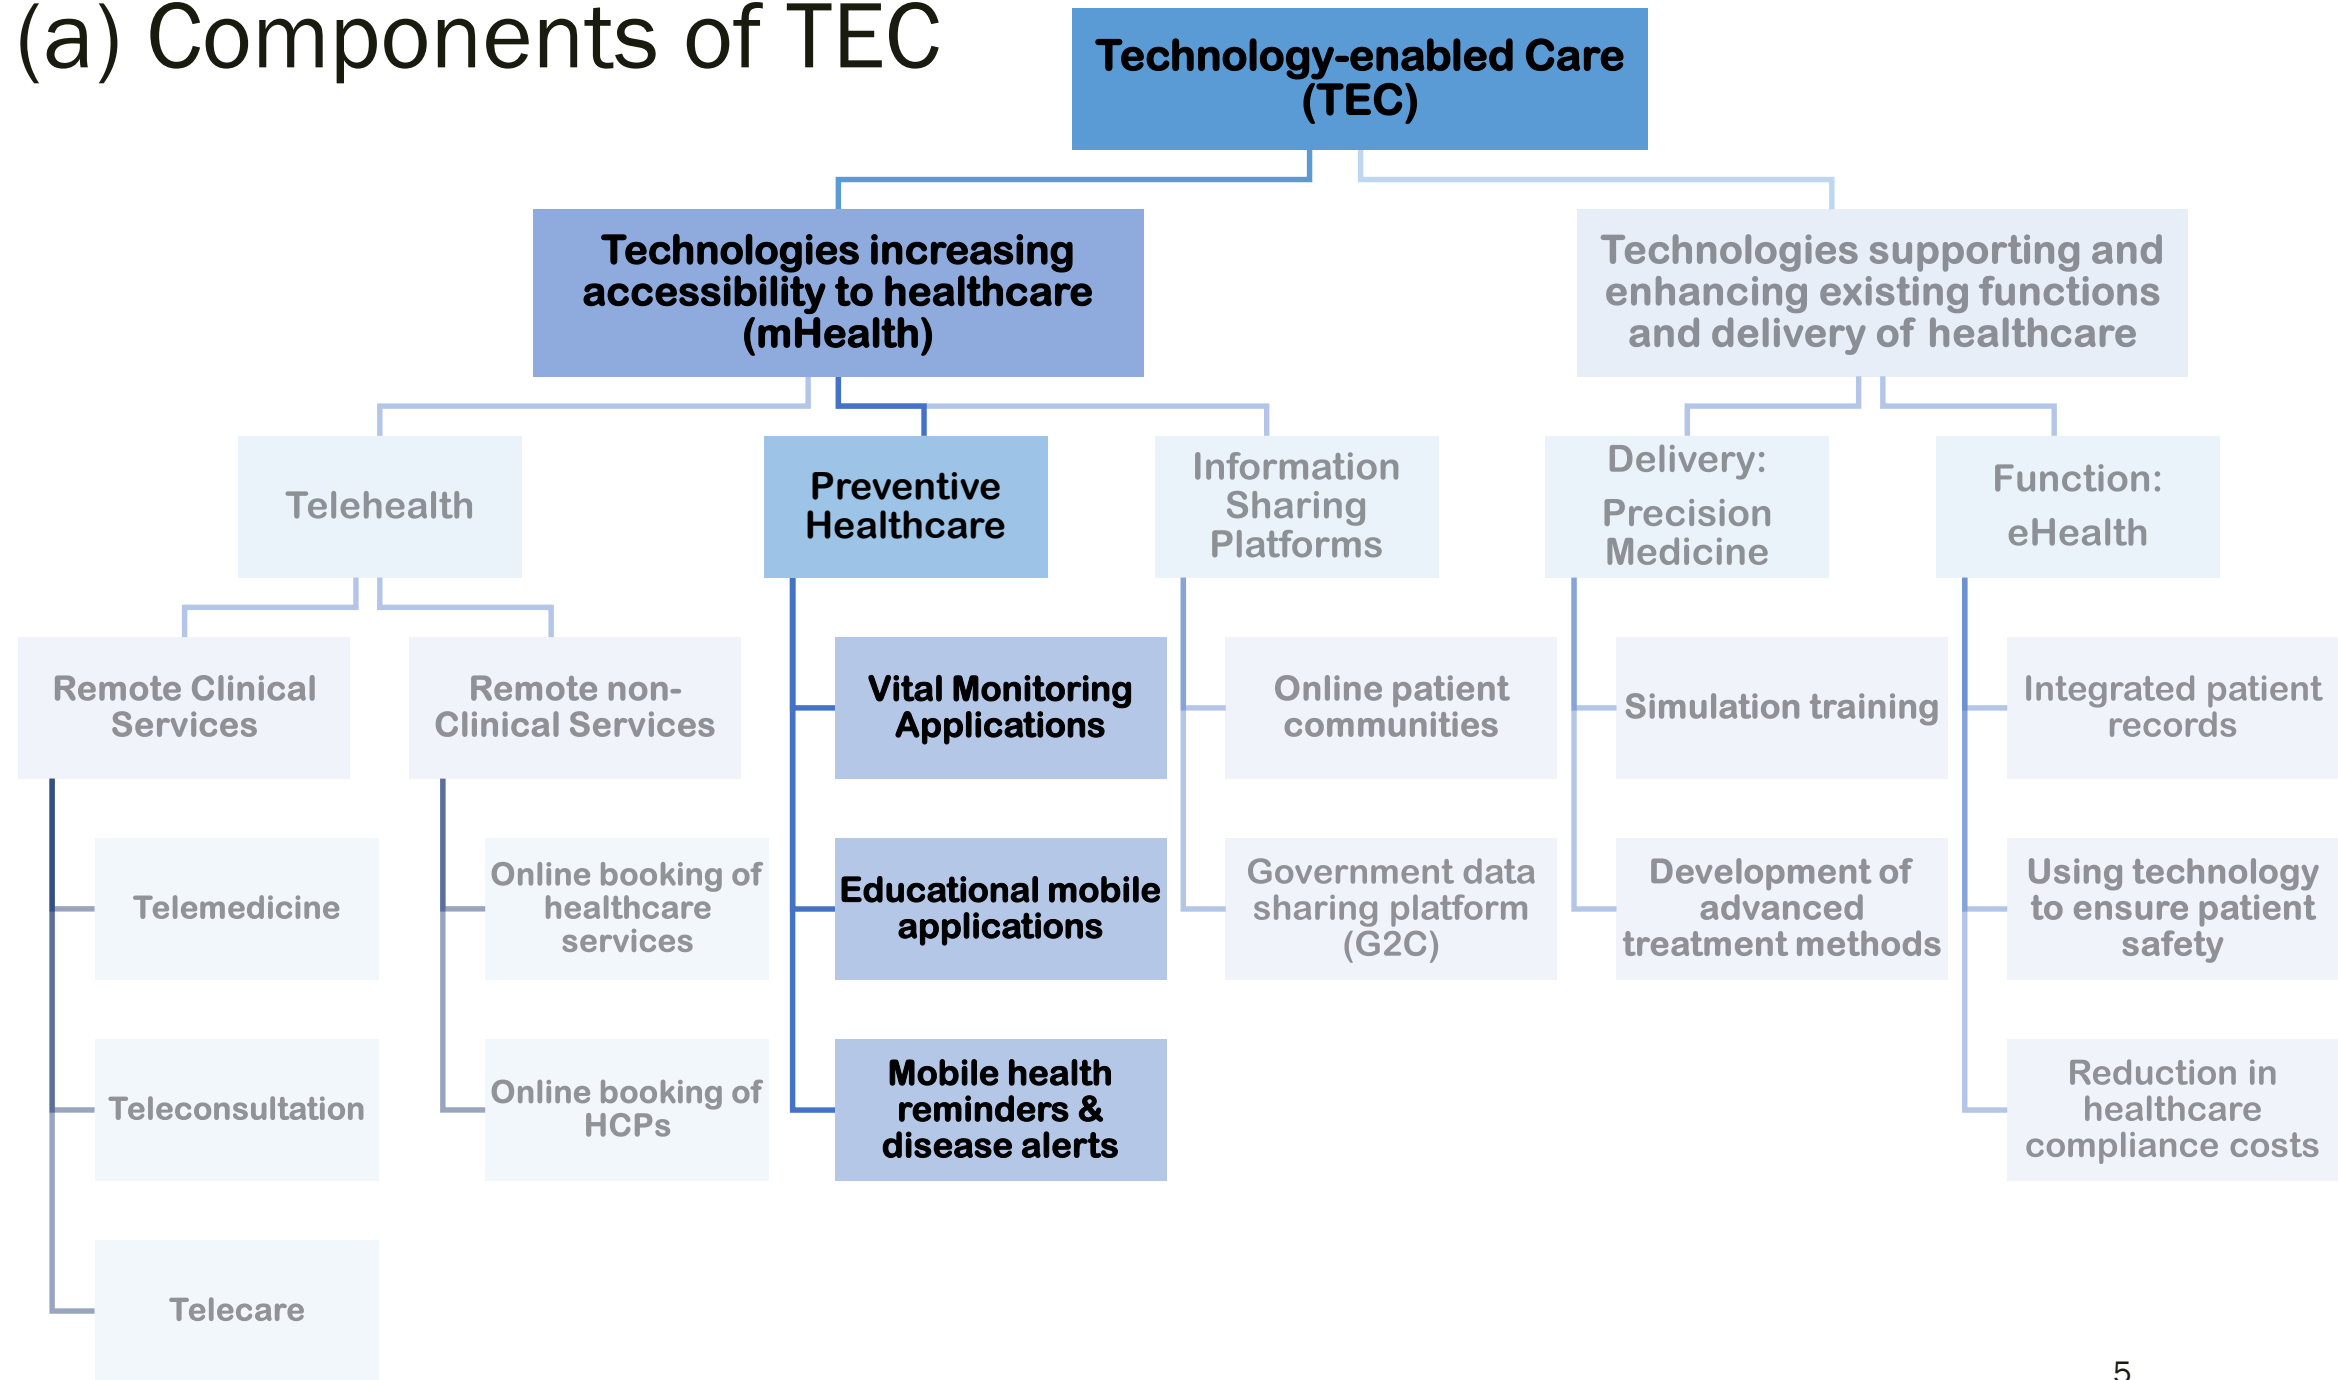 (a) Components of TEC
Technology-enabled Care
(TEC)
Technologies increasing
accessibility to healthcare
(mHealth)
Technologies supporting and
enhancing existing functions
and delivery of healthcare
Telehealth
Preventive
Healthcare
Information
Sharing
Platforms
Delivery:
Precision
Medicine
Function:
eHealth
Remote Clinical
Services
Remote non-
Clinical Services
Vital Monitoring
Applications
Online patient
communities
Simulation training
Integrated patient
records
Telemedicine
Online booking of
healthcare
services
Educational mobile
applications
Government data
sharing platform
(G2C)
Development of
advanced
treatment methods
Using technology
to ensure patient
safety
Teleconsultation
Online booking of
HCPs
Mobile health
reminders &
disease alerts
Reduction in
healthcare
compliance costs
Telecare
5